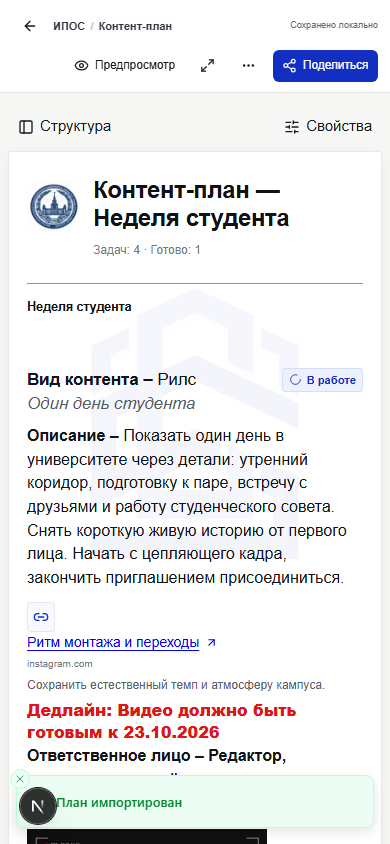 ИПОС / Контент-план
Сохранено локально
Предпросмотр
Поделиться
Структура
Свойства
Контент-план —
Неделя студента
Задач: 4 · Готово: 1
Неделя студента
Вид контента – Рилс
В работе
Один день студента
Описание – Показать один день в
университете через детали: утренний
коридор, подготовку к паре, встречу с
друзьями и работу студенческого совета.
Снять короткую живую историю от первого
лица. Начать с цепляющего кадра,
закончить приглашением присоединиться.
Ритм монтажа и переходы
instagram.com
Сохранить естественный темп и атмосферу кампуса.
Дедлайн: Видео должно быть
готовым к 23.10.2026
Ответственное лицо – Редактор,
N
План импортирован